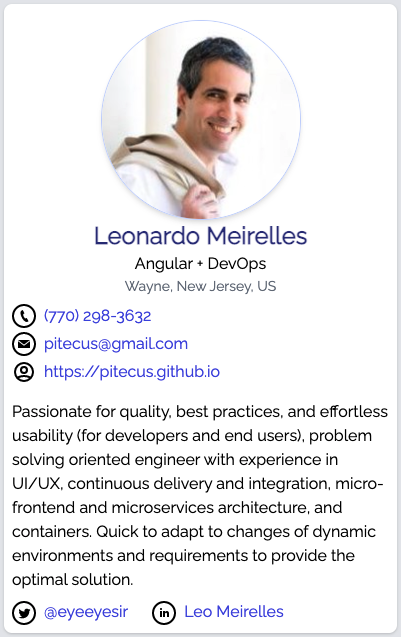 Leonardo Meirelles
Angular + DevOps
Wayne, New Jersey, US
(770) 298-3632
pitecus@gmail.com
https://pitecus.github.io
Passionate for quality, best practices, and effortless
usability (for developers and end users), problem
solving oriented engineer with experience in
UI/UX, continuous delivery and integration, micro-
frontend and microservices architecture, and
containers. Quick to adapt to changes of dynamic
environments and requirements to provide the
optimal solution.
@eyeeyesir in Leo Meirelles